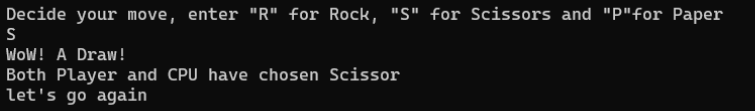 Decide your move, enter "R" for Rock, "S" for Scissors and "P"for Paper
S
WoW! A Draw!
Both Player and CPU have chosen Scissor
let's go again